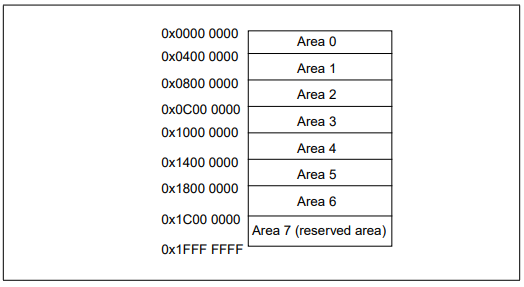 0x0000 0000
Area 0
0x0400 0000
Area 1
0x0800 0000
Area 2
0x0C00 0000
Area 3
0x1000 0000
Area 4
0x1400 0000
Area 5
0x1800 0000
Area 6
0x1C00 0000
Area 7 (reserved area)
0x1FFF FFFF